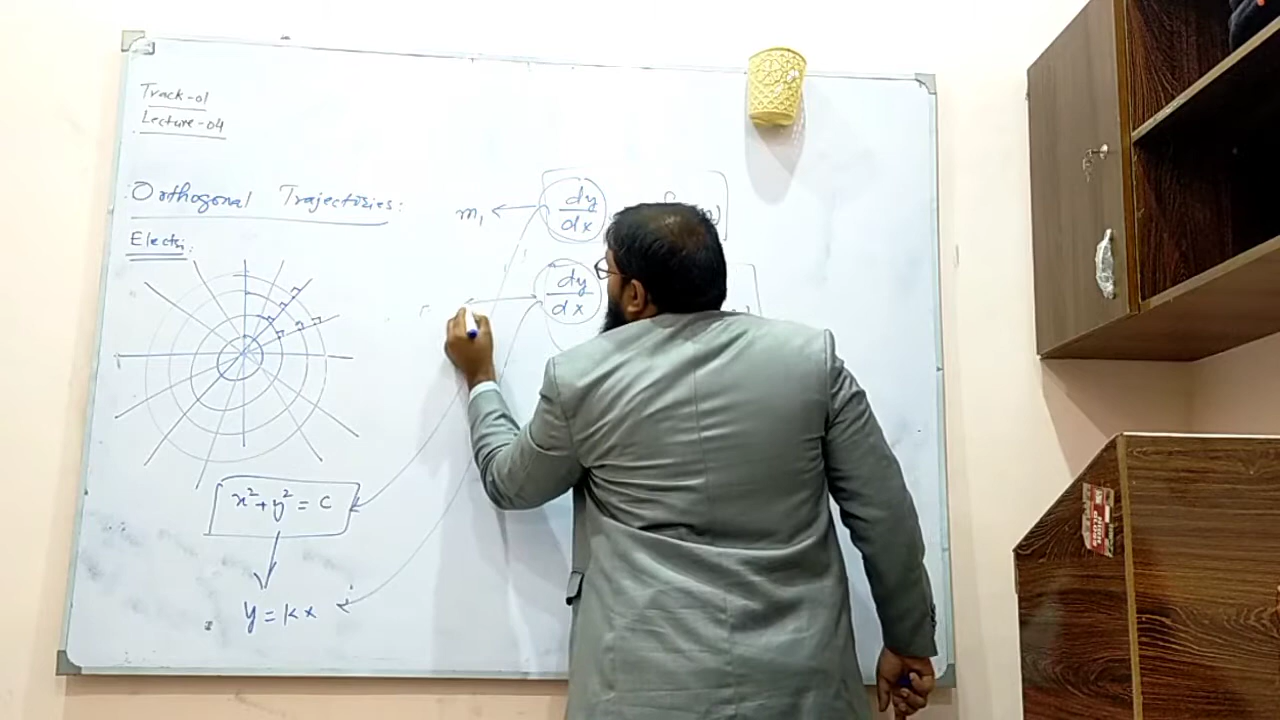 Track-01
Lecture-04
Orthogonal Trajectories:
Electri:
m₁ ← dy/dx
dy/dx
x² + y² = c
y = kx